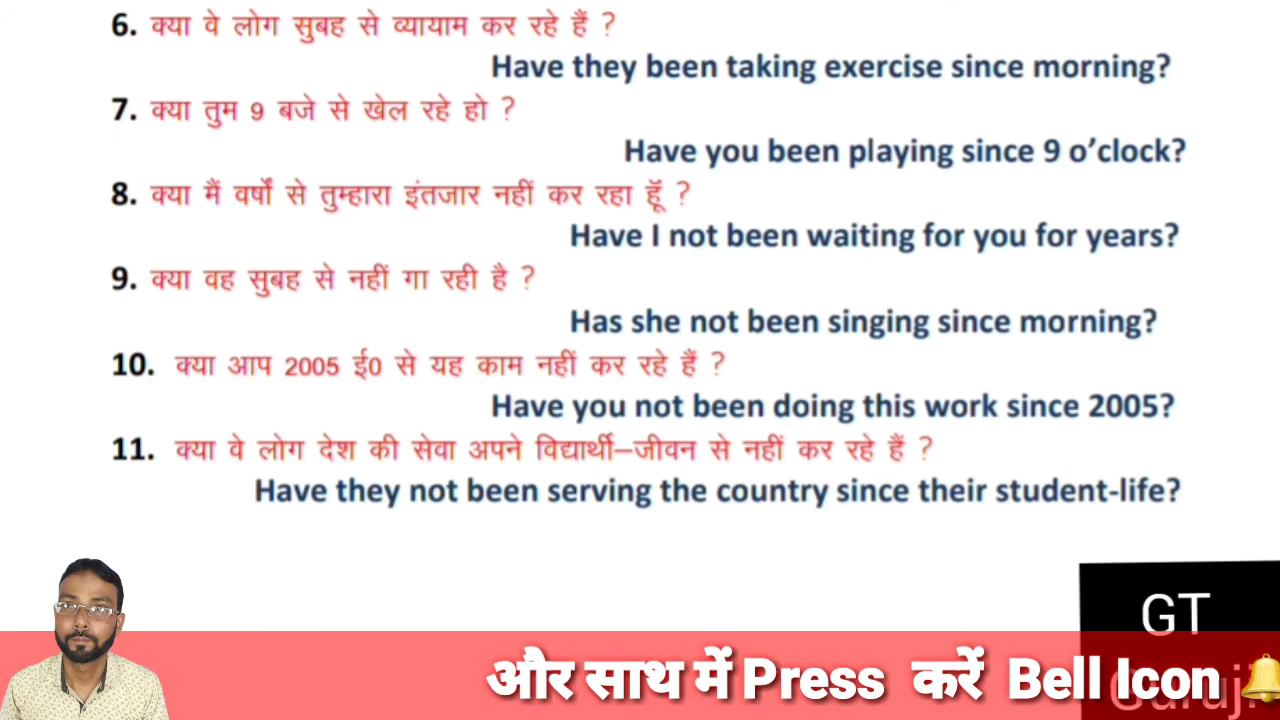 6. क्या वे लोग सुबह से व्यायाम कर रहे हैं ?
Have they been taking exercise since morning?
7. क्या तुम 9 बजे से खेल रहे हो ?
Have you been playing since 9 o’clock?
8. क्या मैं वर्षों से तुम्हारा इंतजार नहीं कर रहा हूॅं ?
Have I not been waiting for you for years?
9. क्या वह सुबह से नहीं गा रही है ?
Has she not been singing since morning?
10. क्या आप 2005 ई0 से यह काम नहीं कर रहे हैं ?
Have you not been doing this work since 2005?
11. क्या वे लोग देश की सेवा अपने विद्यार्थी–जीवन से नहीं कर रहे हैं ?
Have they not been serving the country since their student-life?
GT
Guruji
और साथ में Press करें Bell Icon